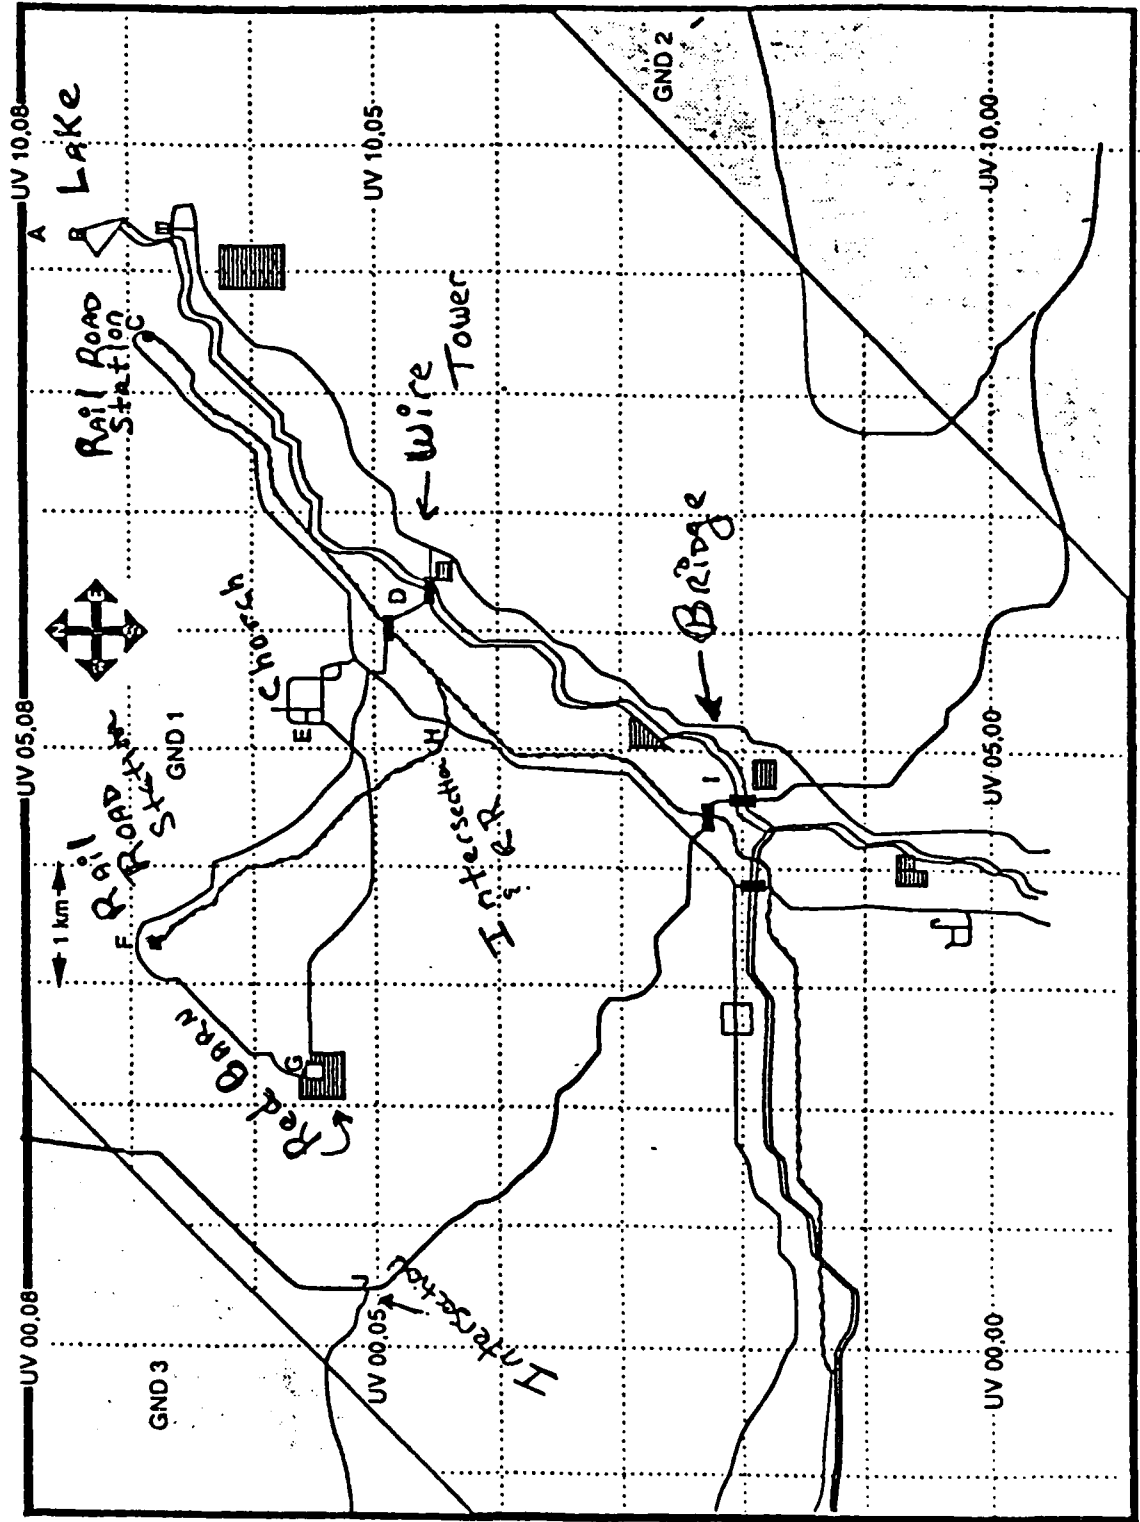 UV 00,08
UV 05,08
UV 10,08
GND 3
1 km
Rail
ROAD
Station
GND 1
N
E
S
W
Rail ROAD
Station
C
A
B
LAKE
F
Red BARN
G
E
church
D
H
Intersection
& RR
J
UV 00,05
Intersection
UV 10,05
← Wire
Tower
← BRidge
I
GND 2
UV 00,00
UV 05,00
UV 10,00